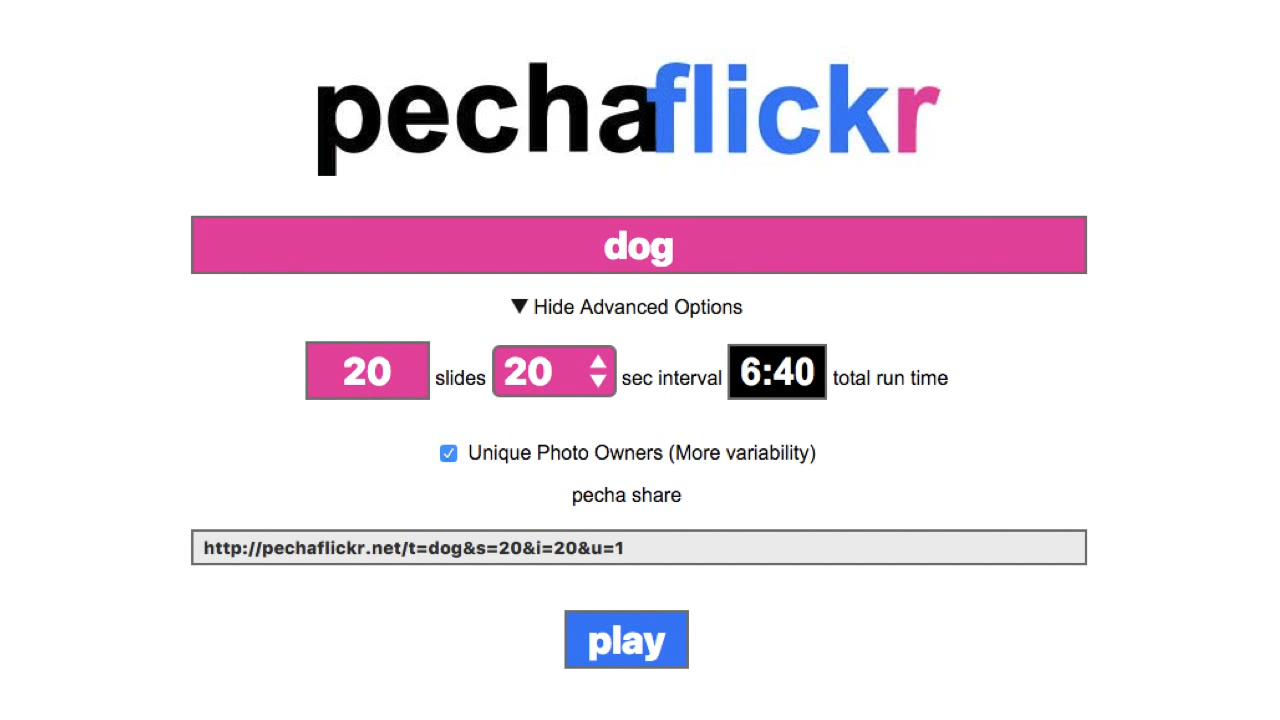 pechaflickr
dog
▼ Hide Advanced Options
20 slides 20 sec interval 6:40 total run time
Unique Photo Owners (More variability)
pecha share
http://pechaflickr.net/t=dog&s=20&i=20&u=1
play